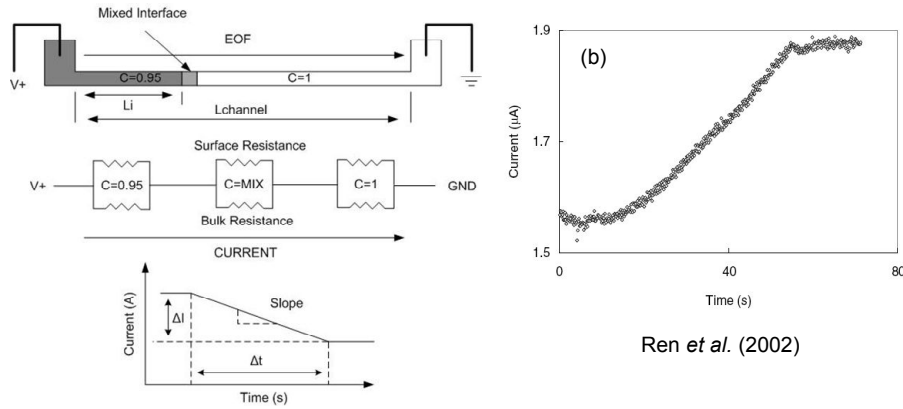 Mixed Interface
EOF
V+
C=0.95
C=1
Li
Lchannel
Surface Resistance
V+
C=0.95
C=MIX
C=1
GND
Bulk Resistance
CURRENT
Current (A)
ΔI
Slope
Δt
Time (s)
(b)
Current (μA)
1.9
1.7
1.5
0
40
80
Time (s)
Ren et al. (2002)